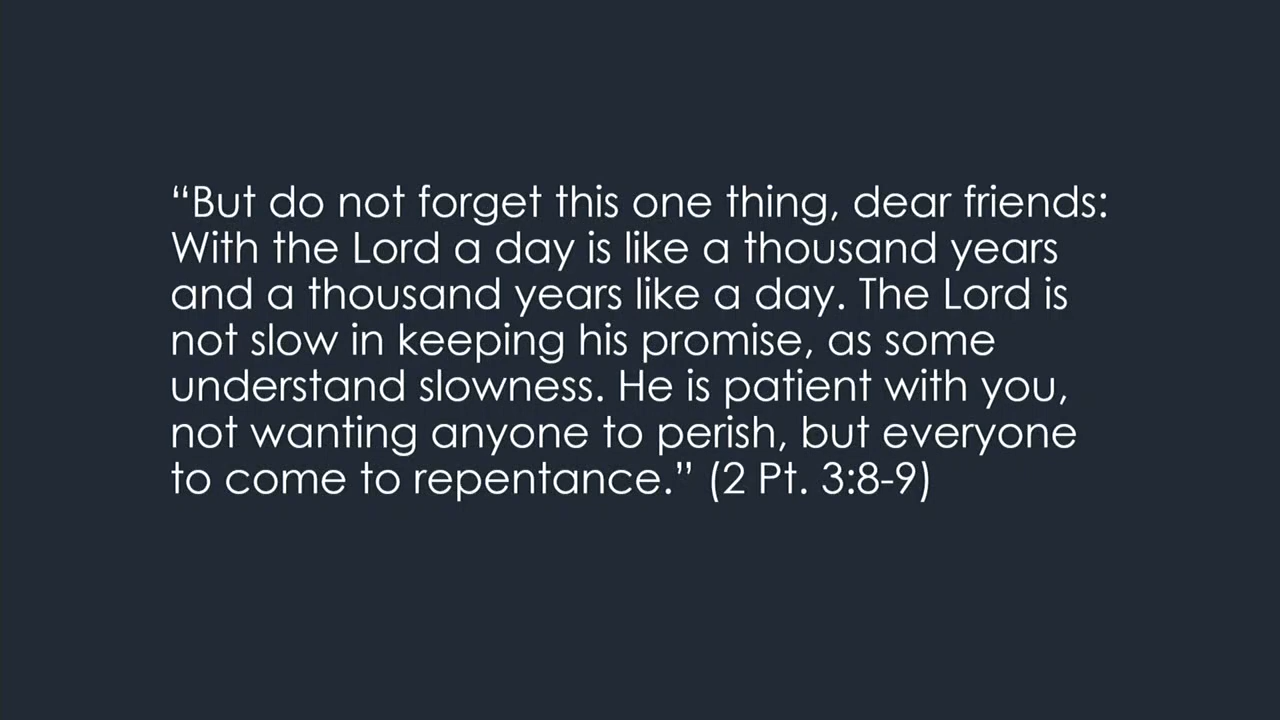 “But do not forget this one thing, dear friends:
With the Lord a day is like a thousand years
and a thousand years like a day. The Lord is
not slow in keeping his promise, as some
understand slowness. He is patient with you,
not wanting anyone to perish, but everyone
to come to repentance.” (2 Pt. 3:8-9)